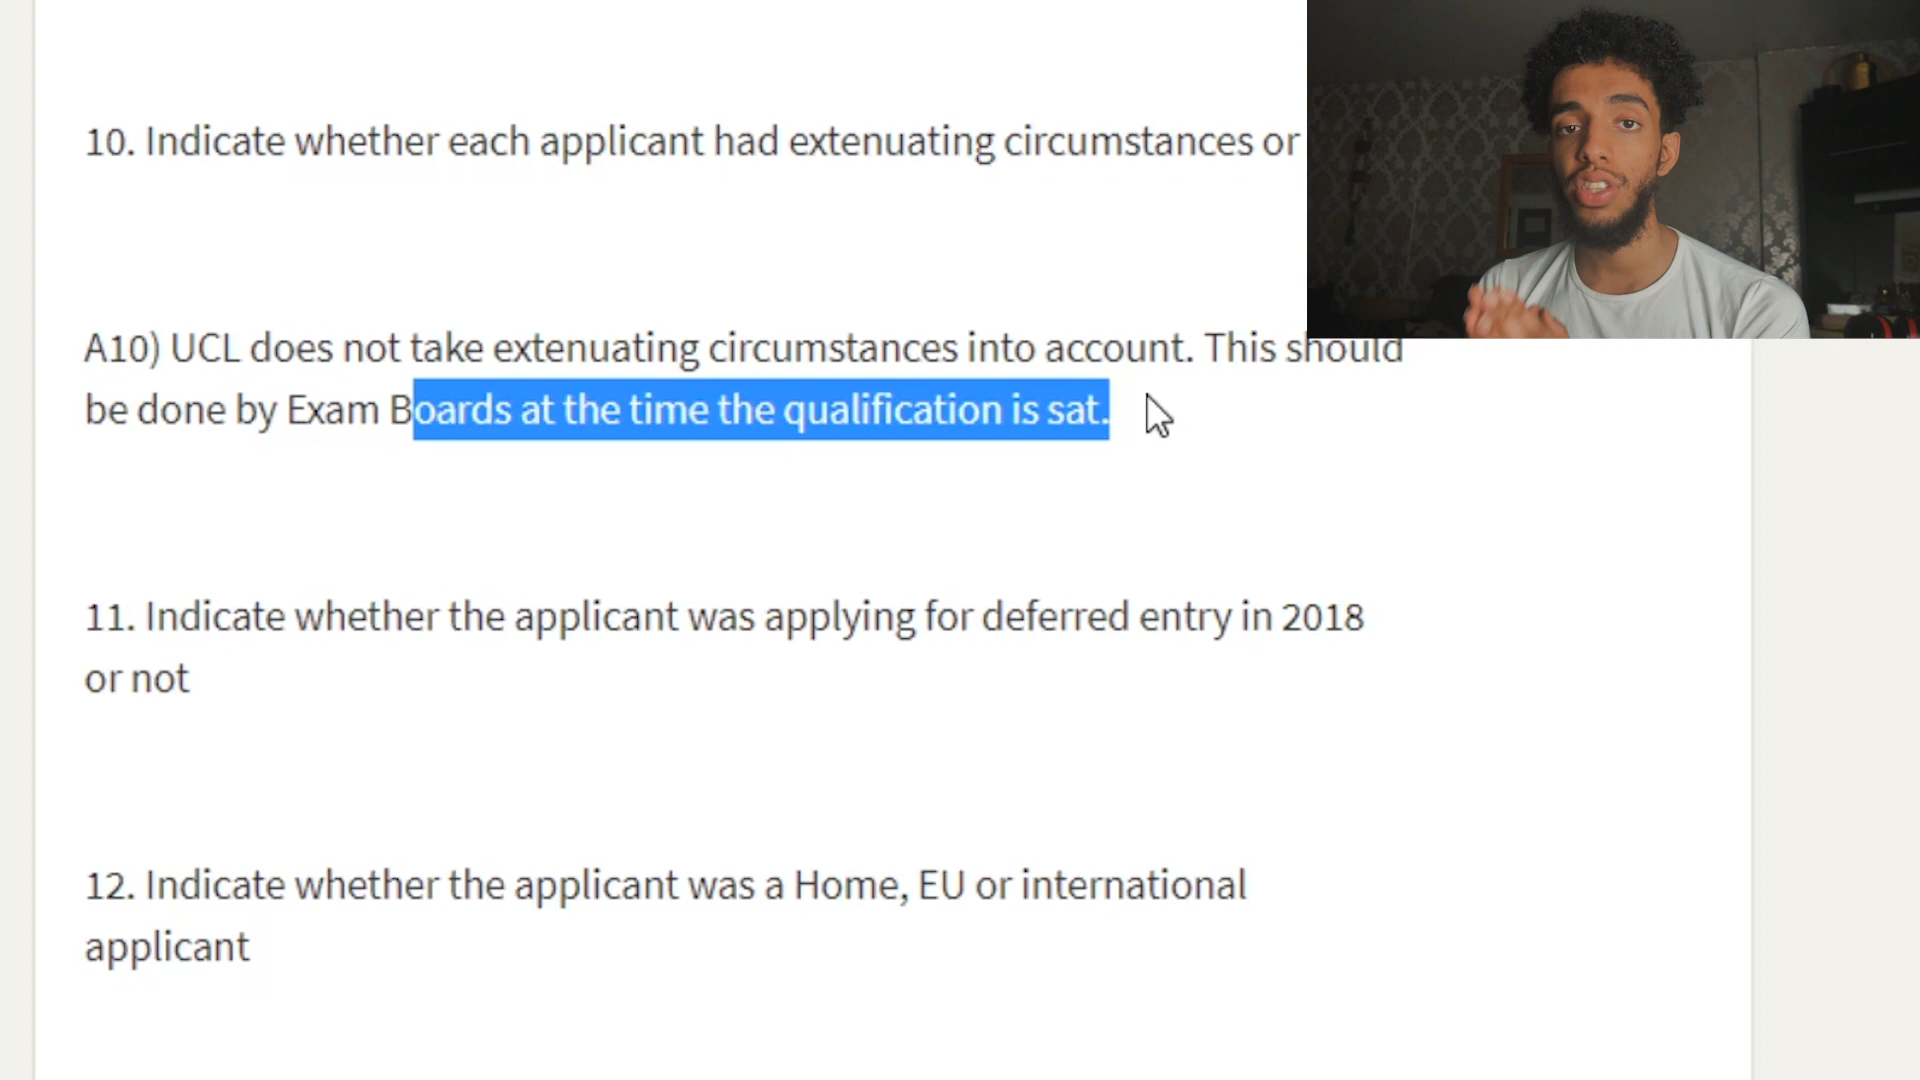 10. Indicate whether each applicant had extenuating circumstances or
A10) UCL does not take extenuating circumstances into account. This should
be done by Exam Boards at the time the qualification is sat.
11. Indicate whether the applicant was applying for deferred entry in 2018
or not
12. Indicate whether the applicant was a Home, EU or international
applicant